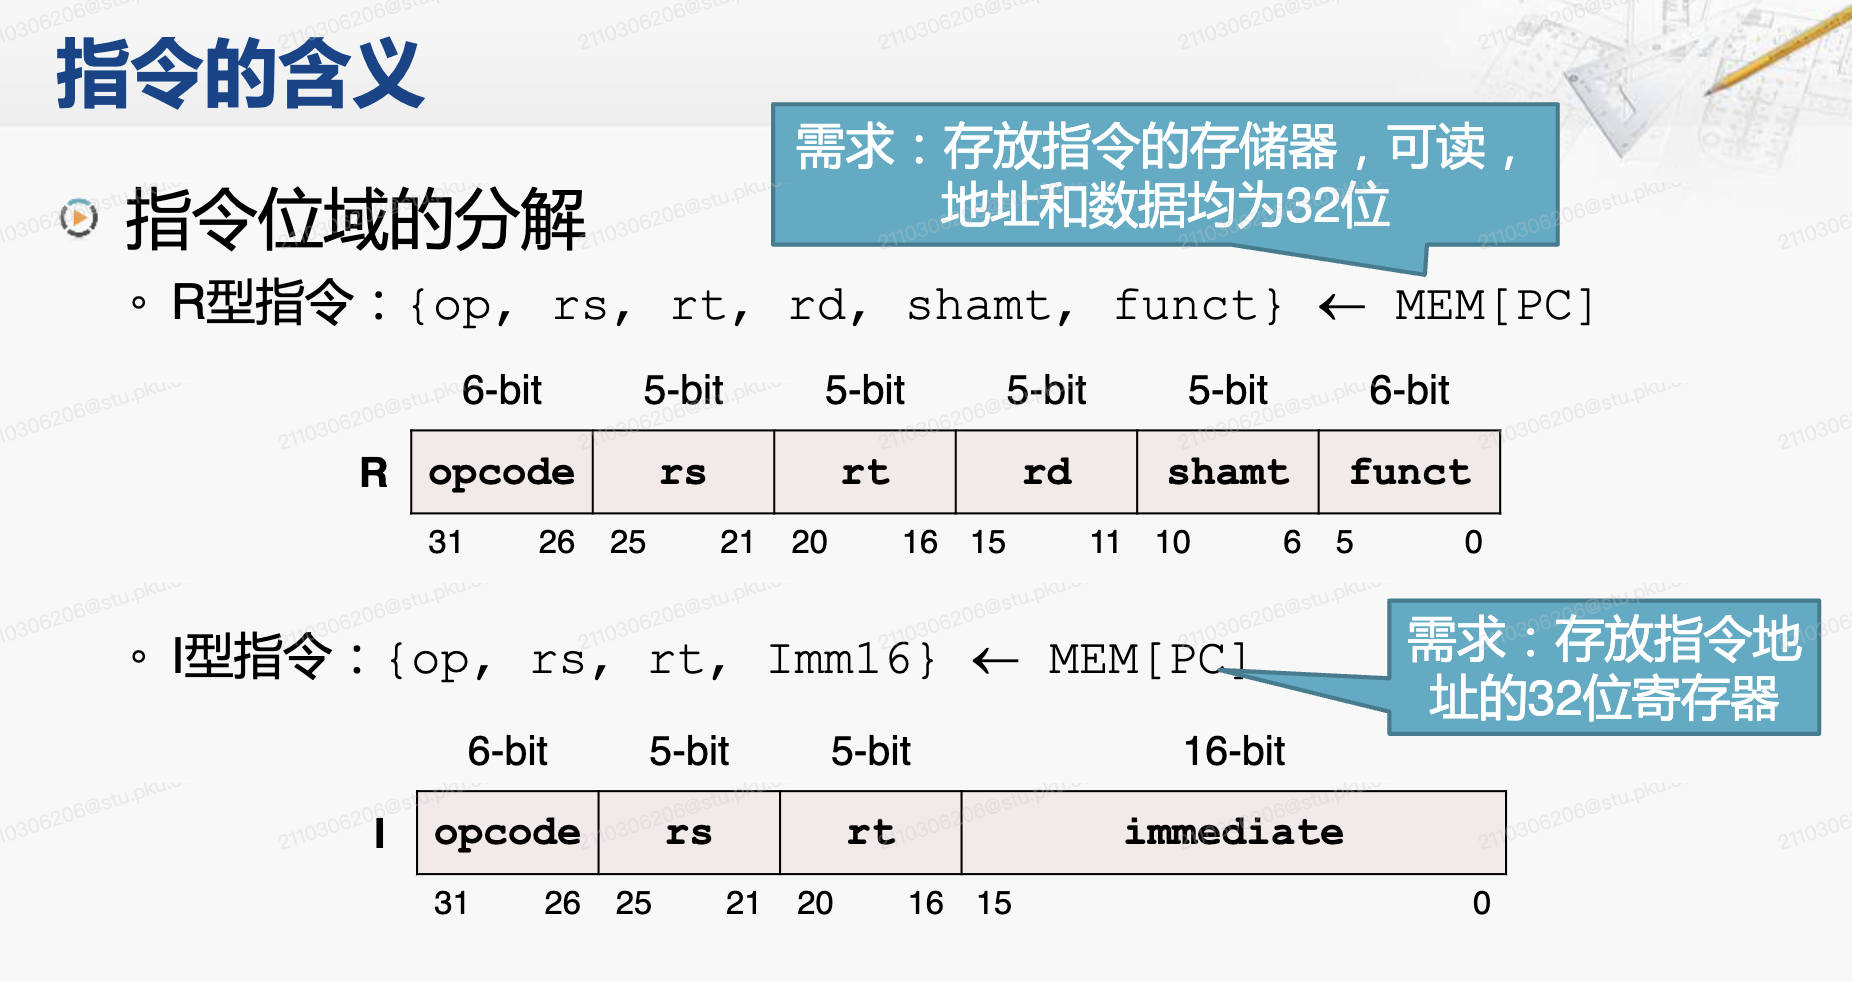 指令的含义
需求：存放指令的存储器，可读，
地址和数据均为32位
指令位域的分解
R型指令：{op, rs, rt, rd, shamt, funct} ← MEM[PC]
6-bit 5-bit 5-bit 5-bit 5-bit 6-bit
R opcode rs rt rd shamt funct
31 26 25 21 20 16 15 11 10 6 5 0
需求：存放指令地
址的32位寄存器
I型指令：{op, rs, rt, Imm16} ← MEM[PC]
6-bit 5-bit 5-bit 16-bit
I opcode rs rt immediate
31 26 25 21 20 16 15 0
2110306206@stu.pku.